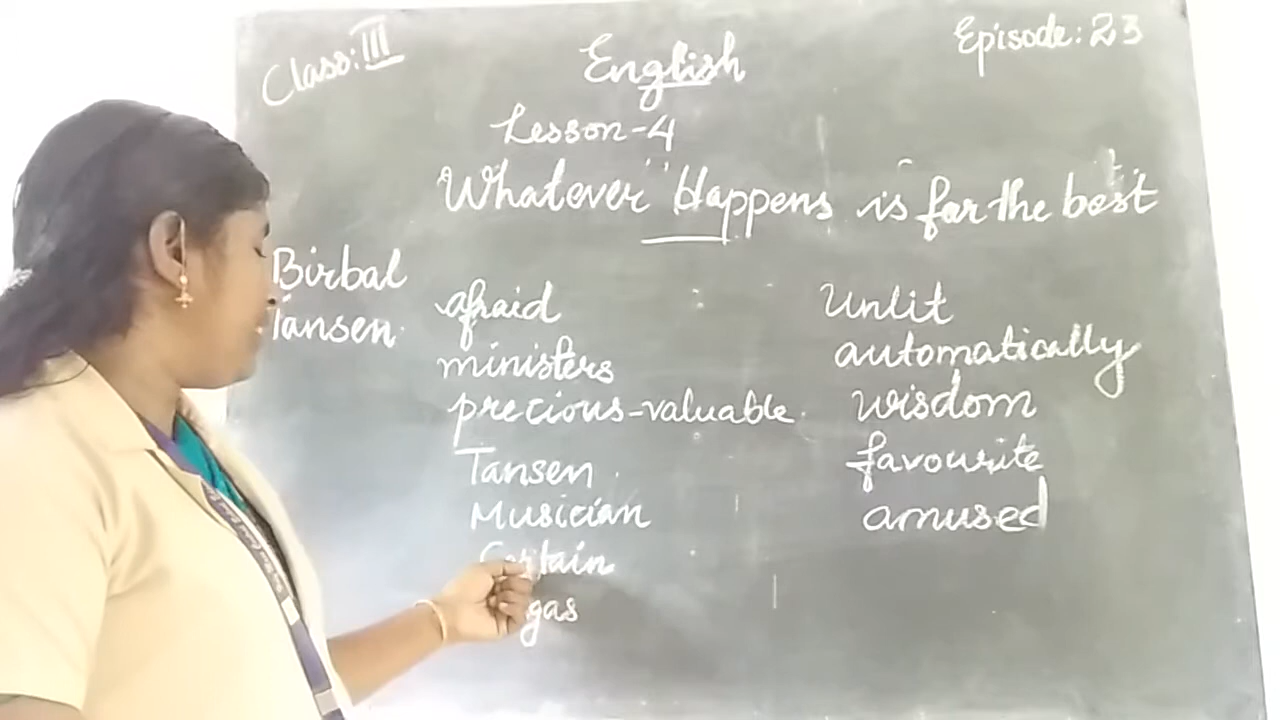 Class: III
English
Episode: 23
Lesson-4
"Whatever Happens is for the best"
Birbal
Tansen
afraid
ministers
precious-valuable
Tansen
Musician
Certain
gas
Unlit
automatically
wisdom
favourite
amused